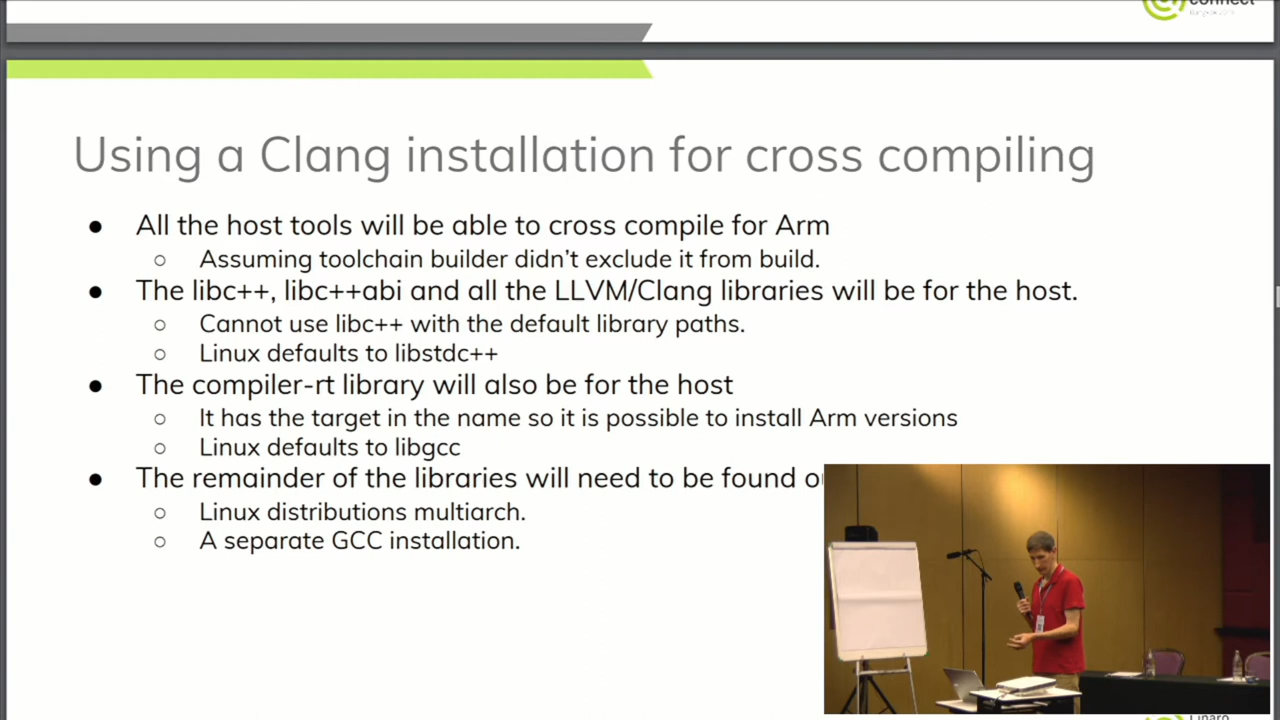 connect
Using a Clang installation for cross compiling
● All the host tools will be able to cross compile for Arm
○ Assuming toolchain builder didn't exclude it from build.
● The libc++, libc++abi and all the LLVM/Clang libraries will be for the host.
○ Cannot use libc++ with the default library paths.
○ Linux defaults to libstdc++
● The compiler-rt library will also be for the host
○ It has the target in the name so it is possible to install Arm versions
○ Linux defaults to libgcc
● The remainder of the libraries will need to be found
○ Linux distributions multiarch.
○ A separate GCC installation.
Linaro